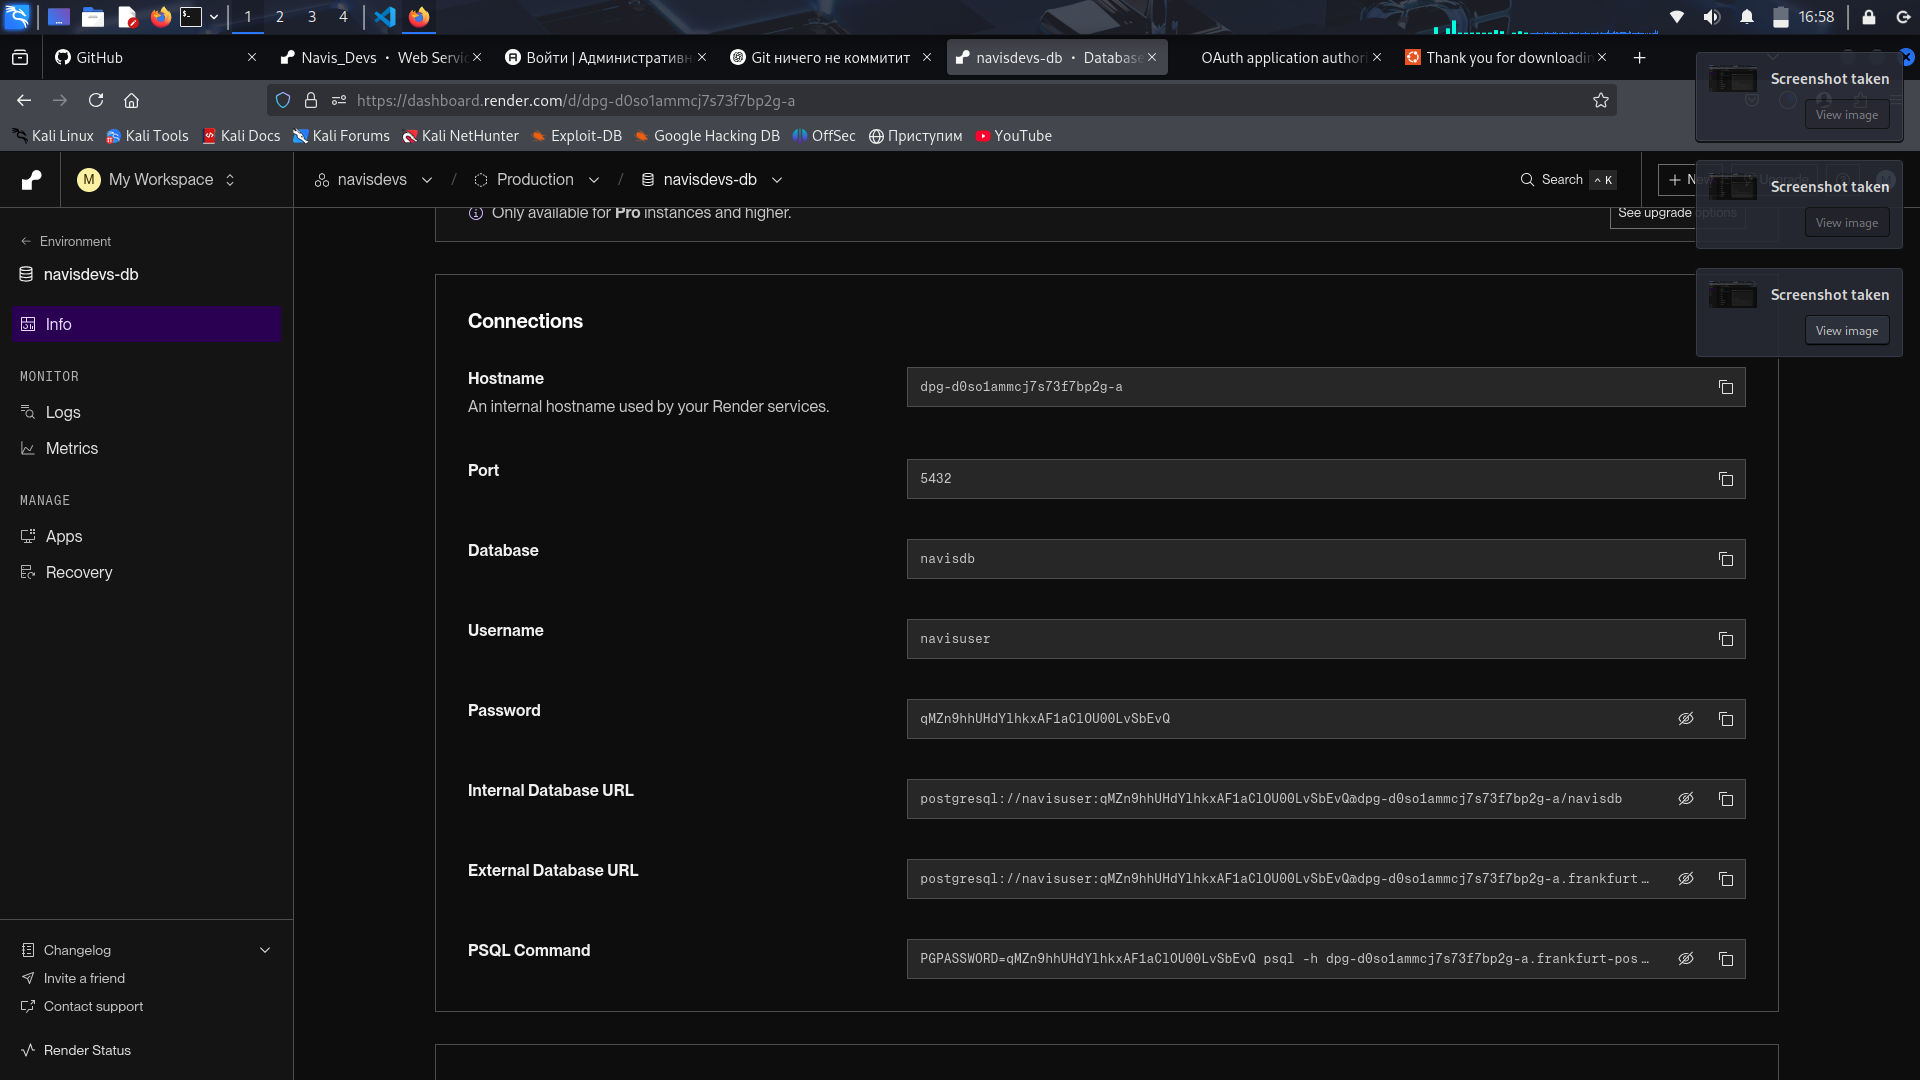 1 2 3 4 16:58
GitHub
Navis_Devs • Web Servic
Войти | Административн
Git ничего не коммитит
navisdevs-db • Database
OAuth application authori
Thank you for downloadin
https://dashboard.render.com/d/dpg-d0so1ammcj7s73f7bp2g-a
Kali Linux Kali Tools Kali Docs Kali Forums Kali NetHunter Exploit-DB Google Hacking DB OffSec Приступим YouTube
Screenshot taken
View image
Screenshot taken
View image
Screenshot taken
View image
M My Workspace
navisdevs / Production / navisdevs-db
Search ^ K
+ New
Upgrade
Environment
navisdevs-db
Info
MONITOR
Logs
Metrics
MANAGE
Apps
Recovery
Changelog
Invite a friend
Contact support
Render Status
Only available for Pro instances and higher.
See upgrade options
Connections
Hostname
An internal hostname used by your Render services.
dpg-d0so1ammcj7s73f7bp2g-a
Port
5432
Database
navisdb
Username
navisuser
Password
qMZn9hhUHdYlhkxAF1aClOU00LvSbEvQ
Internal Database URL
postgresql://navisuser:qMZn9hhUHdYlhkxAF1aClOU00LvSbEvQ@dpg-d0so1ammcj7s73f7bp2g-a/navisdb
External Database URL
postgresql://navisuser:qMZn9hhUHdYlhkxAF1aClOU00LvSbEvQ@dpg-d0so1ammcj7s73f7bp2g-a.frankfurt…
PSQL Command
PGPASSWORD=qMZn9hhUHdYlhkxAF1aClOU00LvSbEvQ psql -h dpg-d0so1ammcj7s73f7bp2g-a.frankfurt-pos…